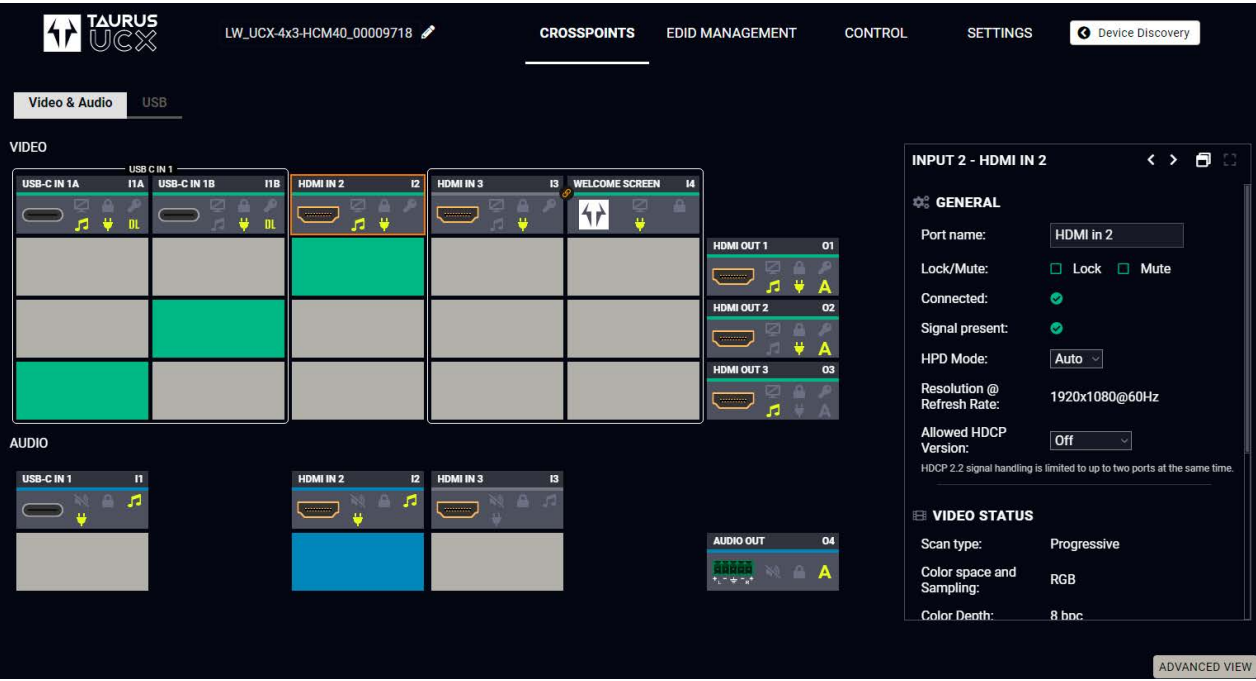 TAURUS
UCX
LW_UCX-4x3-HCM40_00009718
CROSSPOINTS
EDID MANAGEMENT
CONTROL
SETTINGS
Device Discovery
Video & Audio
USB
VIDEO
USB C IN 1
USB-C IN 1A I1A
USB-C IN 1B I1B
HDMI IN 2 I2
HDMI IN 3 I3
WELCOME SCREEN I4
DL
DL
HDMI OUT 1 O1
A
HDMI OUT 2 O2
A
HDMI OUT 3 O3
A
AUDIO
USB-C IN 1 I1
HDMI IN 2 I2
HDMI IN 3 I3
AUDIO OUT O4
A
INPUT 2 - HDMI IN 2
GENERAL
Port name: HDMI in 2
Lock/Mute: Lock Mute
Connected:
Signal present:
HPD Mode: Auto
Resolution @
Refresh Rate: 1920x1080@60Hz
Allowed HDCP
Version: Off
HDCP 2.2 signal handling is limited to up to two ports at the same time.
VIDEO STATUS
Scan type: Progressive
Color space and
Sampling: RGB
Color Depth: 8 bpc
ADVANCED VIEW